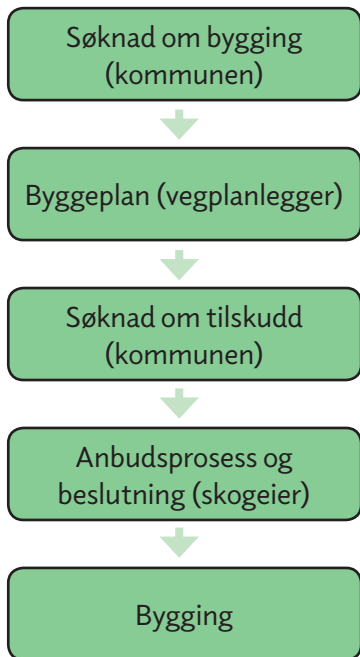 Søknad om bygging
(kommunen)
Byggeplan (vegplanlegger)
Søknad om tilskudd
(kommunen)
Anbudsprosess og
beslutning (skogeier)
Bygging